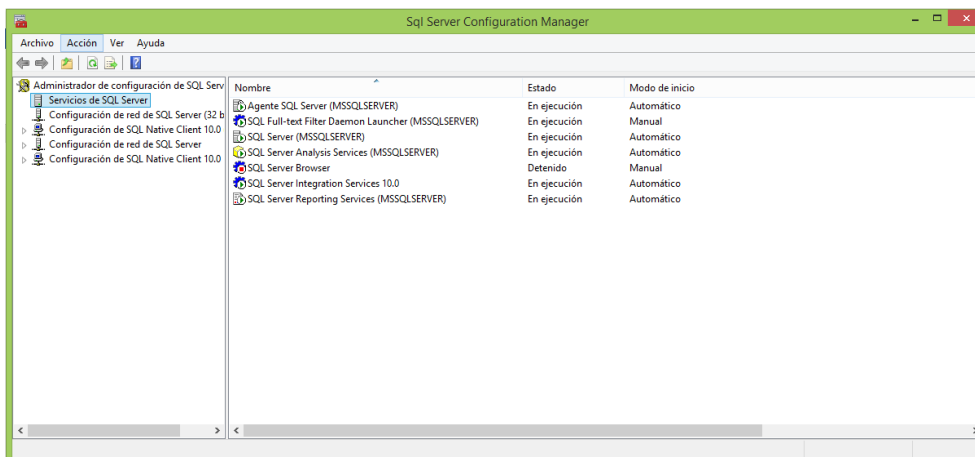 Sql Server Configuration Manager
Archivo Acción Ver Ayuda
Administrador de configuración de SQL Serv
Servicios de SQL Server
Configuración de red de SQL Server (32 b
Configuración de SQL Native Client 10.0
Configuración de red de SQL Server
Configuración de SQL Native Client 10.0
Nombre Estado Modo de inicio
Agente SQL Server (MSSQLSERVER) En ejecución Automático
SQL Full-text Filter Daemon Launcher (MSSQLSERVER) En ejecución Manual
SQL Server (MSSQLSERVER) En ejecución Automático
SQL Server Analysis Services (MSSQLSERVER) En ejecución Automático
SQL Server Browser Detenido Manual
SQL Server Integration Services 10.0 En ejecución Automático
SQL Server Reporting Services (MSSQLSERVER) En ejecución Automático